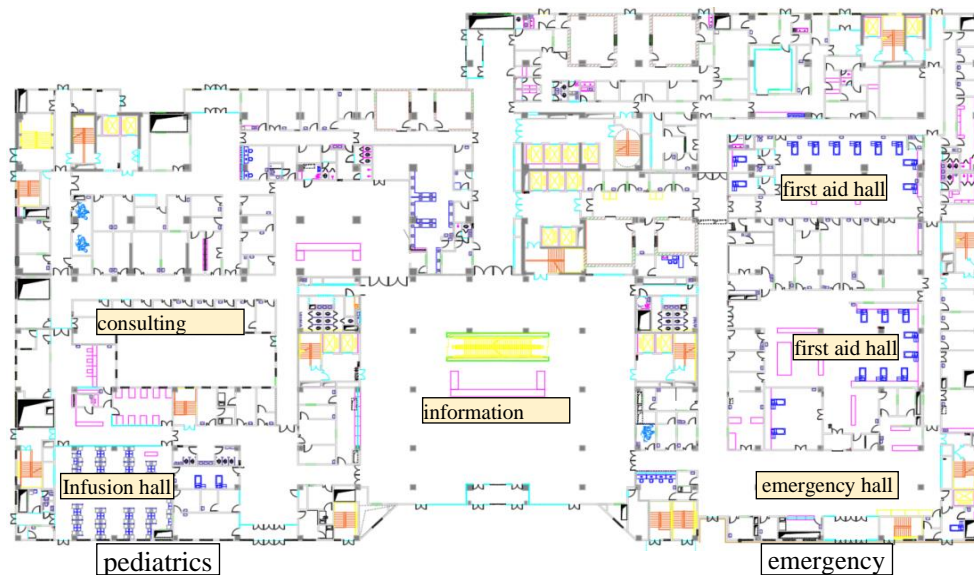 first aid hall
consulting
first aid hall
information
Infusion hall
emergency hall
pediatrics
emergency